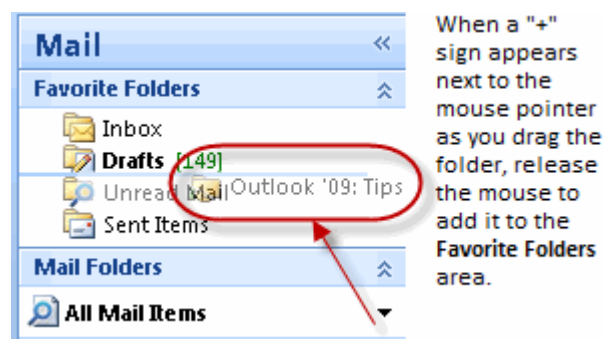 Mail
Favorite Folders
Inbox
Drafts [149]
Unread Mail
Outlook '09: Tips
Sent Items
Mail Folders
All Mail Items
When a "+"
sign appears
next to the
mouse pointer
as you drag the
folder, release
the mouse to
add it to the
Favorite Folders
area.